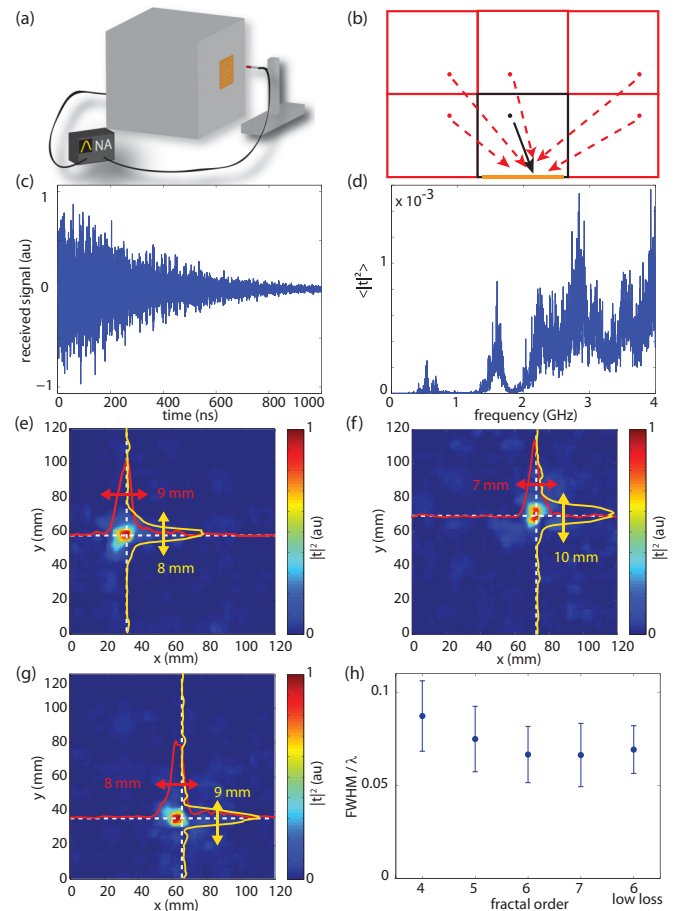 (a)
NA
(b)
(c)
1
0
−1
received signal (au)
0 200 400 600 800 1000
time (ns)
(d)
x 10⁻³
<|t|²>
0
0 1 2 3 4
frequency (GHz)
(e)
120
100
80
60
40
20
0
y (mm)
9 mm
8 mm
0 20 40 60 80 100 120
x (mm)
1
0
|t|² (au)
(f)
120
100
80
60
40
20
0
y (mm)
7 mm
10 mm
0 20 40 60 80 100 120
x (mm)
1
0
|t|² (au)
(g)
120
100
80
60
40
20
0
y (mm)
8 mm
9 mm
0 20 40 60 80 100 120
x (mm)
1
0
|t|² (au)
(h)
0.1
0.05
0
FWHM / λ
4 5 6 7 6
low loss
fractal order